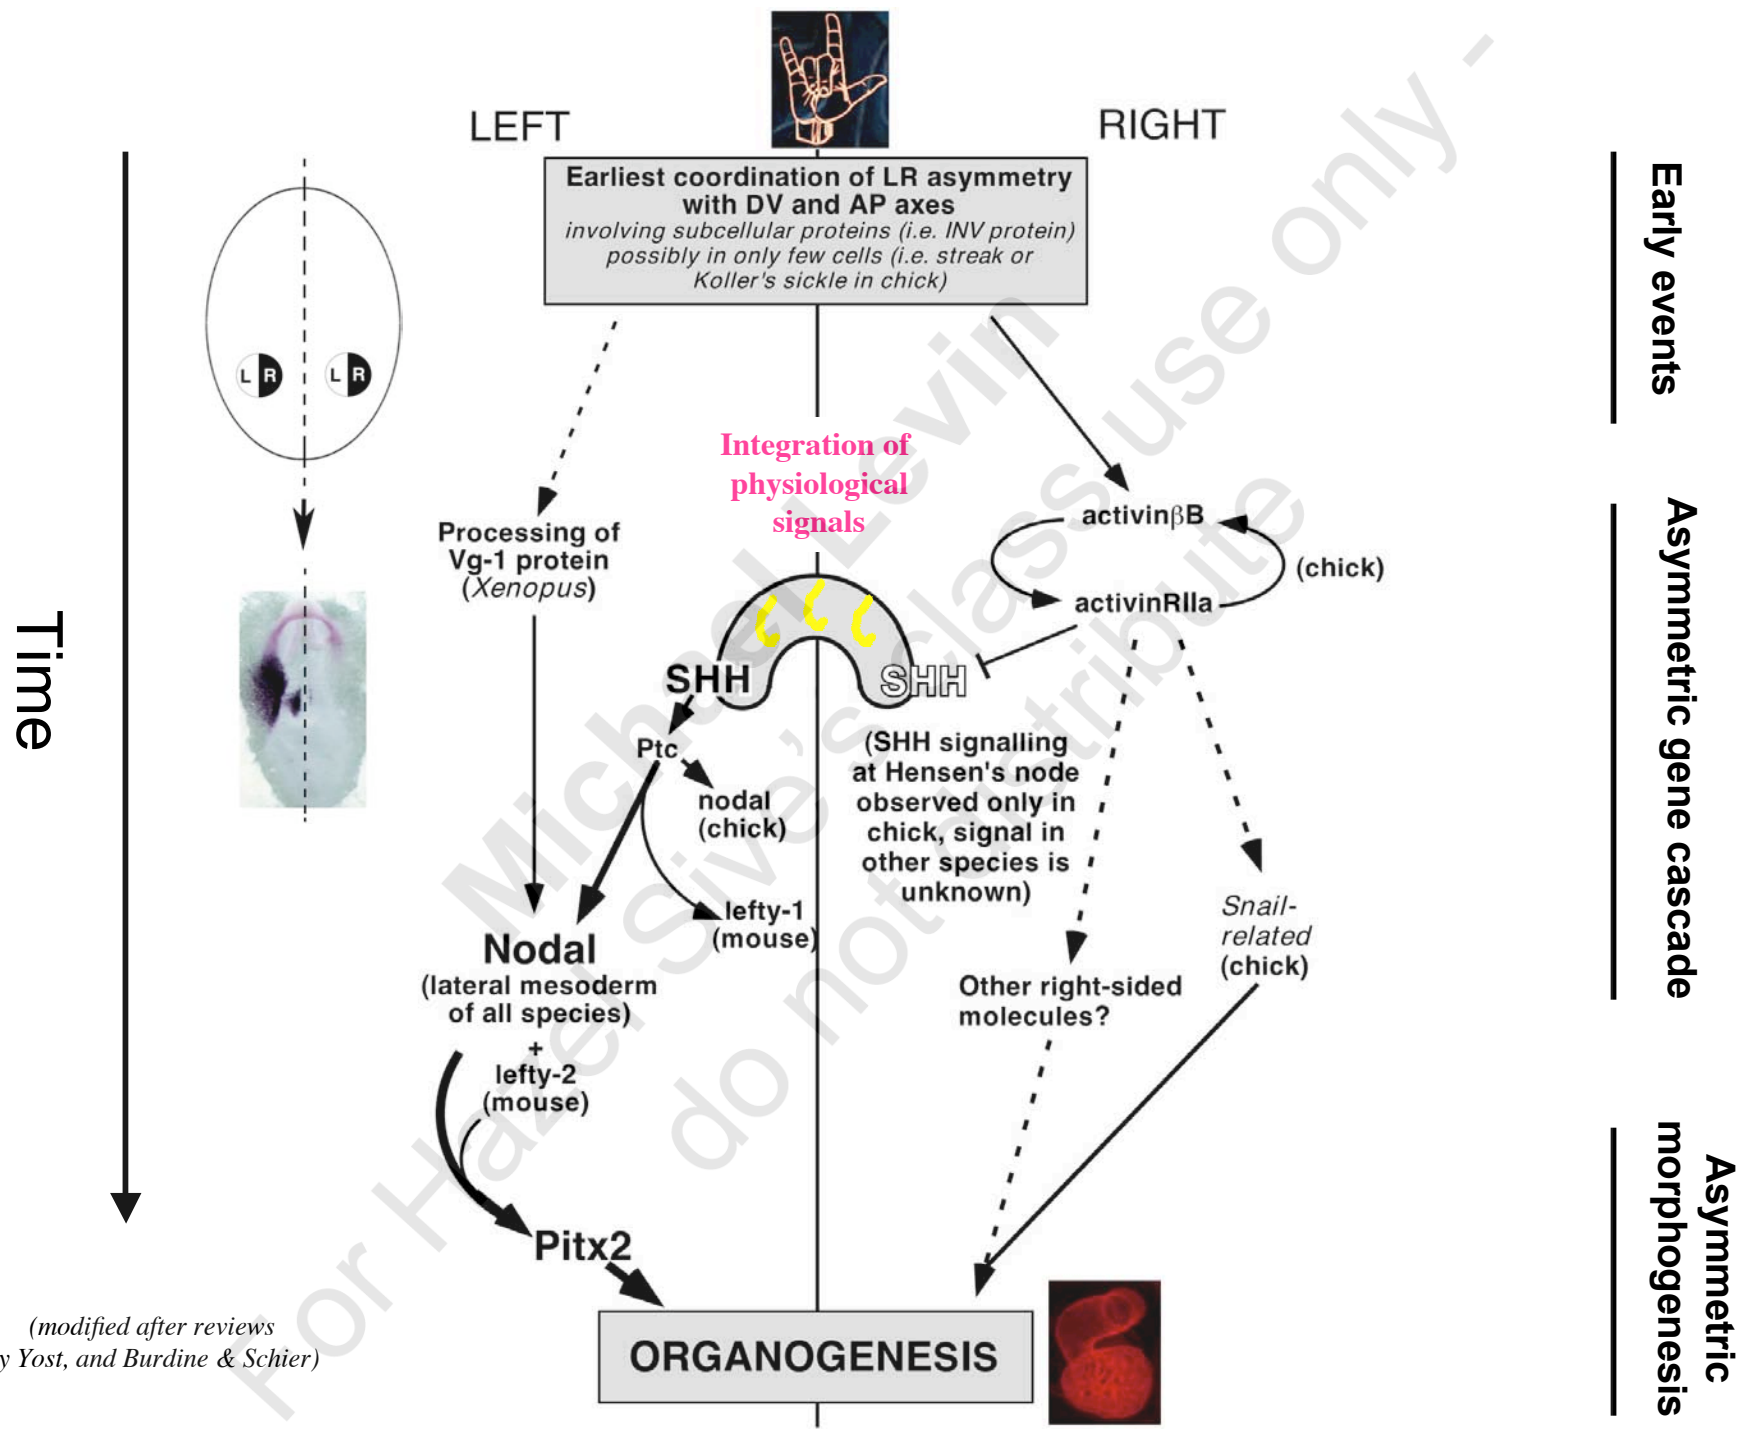 LEFT
RIGHT
Earliest coordination of LR asymmetry
with DV and AP axes
involving subcellular proteins (i.e. INV protein)
possibly in only few cells (i.e. streak or
Koller's sickle in chick)
Early events
L R
L R
Integration of
physiological
signals
Processing of
Vg-1 protein
(Xenopus)
activinβB
(chick)
activinRIIa
Asymmetric gene cascade
Time
SHH
SHH
Ptc
nodal
(chick)
(SHH signalling
at Hensen's node
observed only in
chick, signal in
other species is
unknown)
lefty-1
(mouse)
Snail-
related
(chick)
Nodal
(lateral mesoderm
of all species)
+
lefty-2
(mouse)
Other right-sided
molecules?
Asymmetric
morphogenesis
Pitx2
ORGANOGENESIS
(modified after reviews
y Yost, and Burdine & Schier)
Michael Levin
For Hazel Sive's class use only -
do not distribute